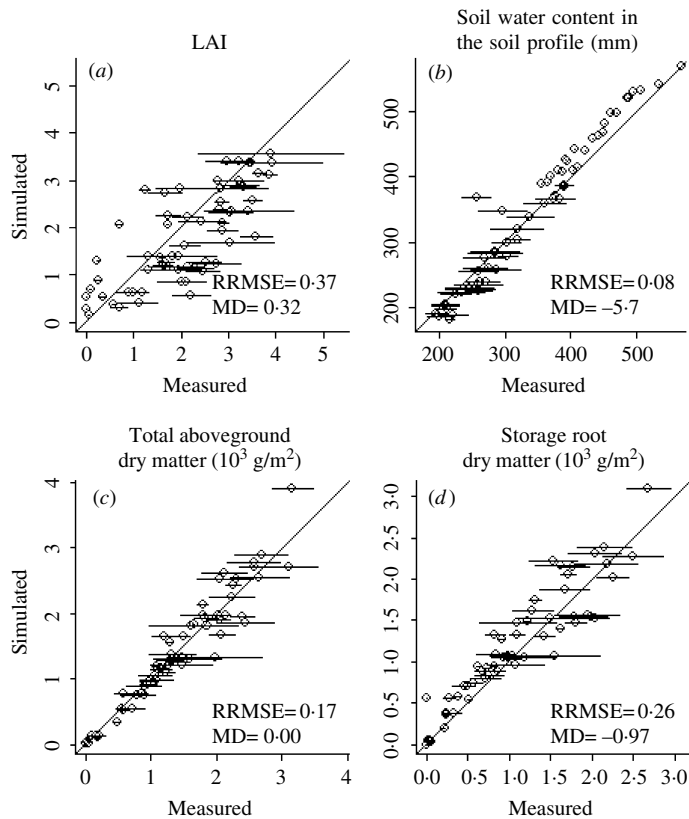 LAI
(a)
Simulated
0 1 2 3 4 5
RRMSE=0·37
MD= 0·32
0 1 2 3 4 5
Measured
Soil water content in
the soil profile (mm)
(b)
200 300 400 500
RRMSE=0·08
MD= –5·7
200 300 400 500
Measured
Total aboveground
dry matter (10³ g/m²)
(c)
Simulated
0 1 2 3 4
RRMSE=0·17
MD= 0·00
0 1 2 3 4
Measured
Storage root
dry matter (10³ g/m²)
(d)
0·0 0·5 1·0 1·5 2·0 2·5 3·0
RRMSE=0·26
MD= –0·97
0·0 0·5 1·0 1·5 2·0 2·5 3·0
Measured